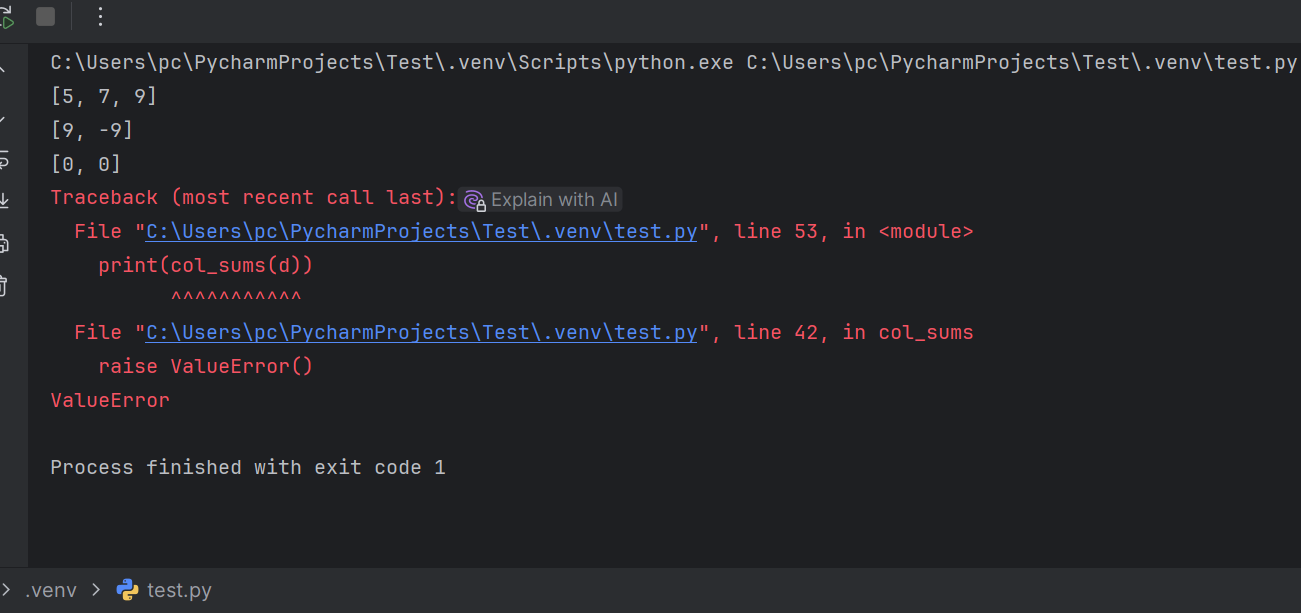 C:\Users\pc\PycharmProjects\Test\.venv\Scripts\python.exe C:\Users\pc\PycharmProjects\Test\.venv\test.py
[5, 7, 9]
[9, -9]
[0, 0]
Traceback (most recent call last): Explain with AI
  File "C:\Users\pc\PycharmProjects\Test\.venv\test.py", line 53, in <module>
    print(col_sums(d))
          ^^^^^^^^^^^
  File "C:\Users\pc\PycharmProjects\Test\.venv\test.py", line 42, in col_sums
    raise ValueError()
ValueError
Process finished with exit code 1
.venv > test.py